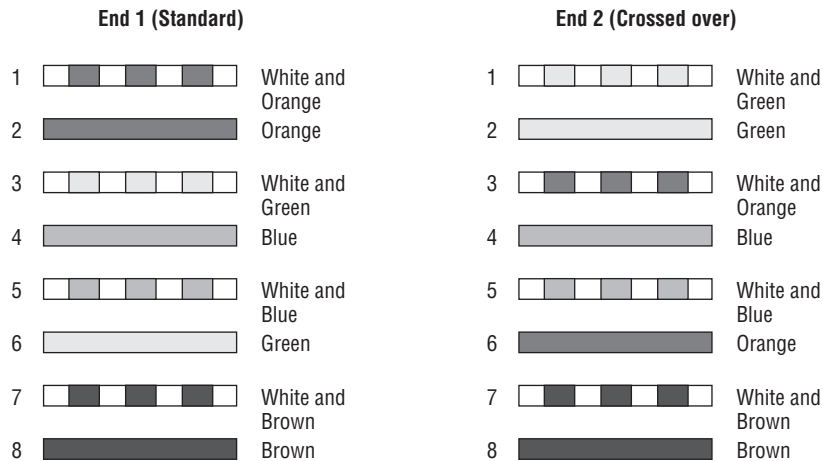 End 1 (Standard)
1 White and
Orange
2 Orange
3 White and
Green
4 Blue
5 White and
Blue
6 Green
7 White and
Brown
8 Brown
End 2 (Crossed over)
1 White and
Green
2 Green
3 White and
Orange
4 Blue
5 White and
Blue
6 Orange
7 White and
Brown
8 Brown